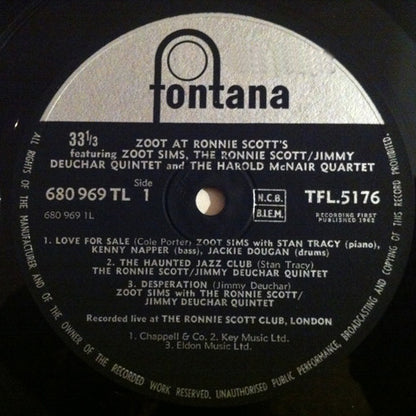 fontana
33 1/3
ZOOT AT RONNIE SCOTT'S
featuring ZOOT SIMS, THE RONNIE SCOTT/JIMMY
DEUCHAR QUINTET and THE HAROLD McNAIR QUARTET
680 969 TL
Side
1
N.C.B.
B.I.E.M.
TFL.5176
680 969 1L
RECORDING FIRST
PUBLISHED 1962
1. LOVE FOR SALE (Cole Porter) ZOOT SIMS with STAN TRACY (piano),
KENNY NAPPER (bass), JACKIE DOUGAN (drums)
2. THE HAUNTED JAZZ CLUB (Stan Tracy)
THE RONNIE SCOTT/JIMMY DEUCHAR QUINTET
3. DESPERATION (Jimmy Deuchar)
ZOOT SIMS with THE RONNIE SCOTT/
JIMMY DEUCHAR QUINTET
Recorded live at THE RONNIE SCOTT CLUB, LONDON
1. Chappell & Co. 2. Key Music Ltd.
3. Eldon Music Ltd.
ALL RIGHTS OF THE MANUFACTURER AND OF THE OWNER OF THE RECORDED WORK RESERVED. UNAUTHORISED PUBLIC PERFORMANCE, BROADCASTING AND COPYING OF THIS RECORD PROHIBITED.